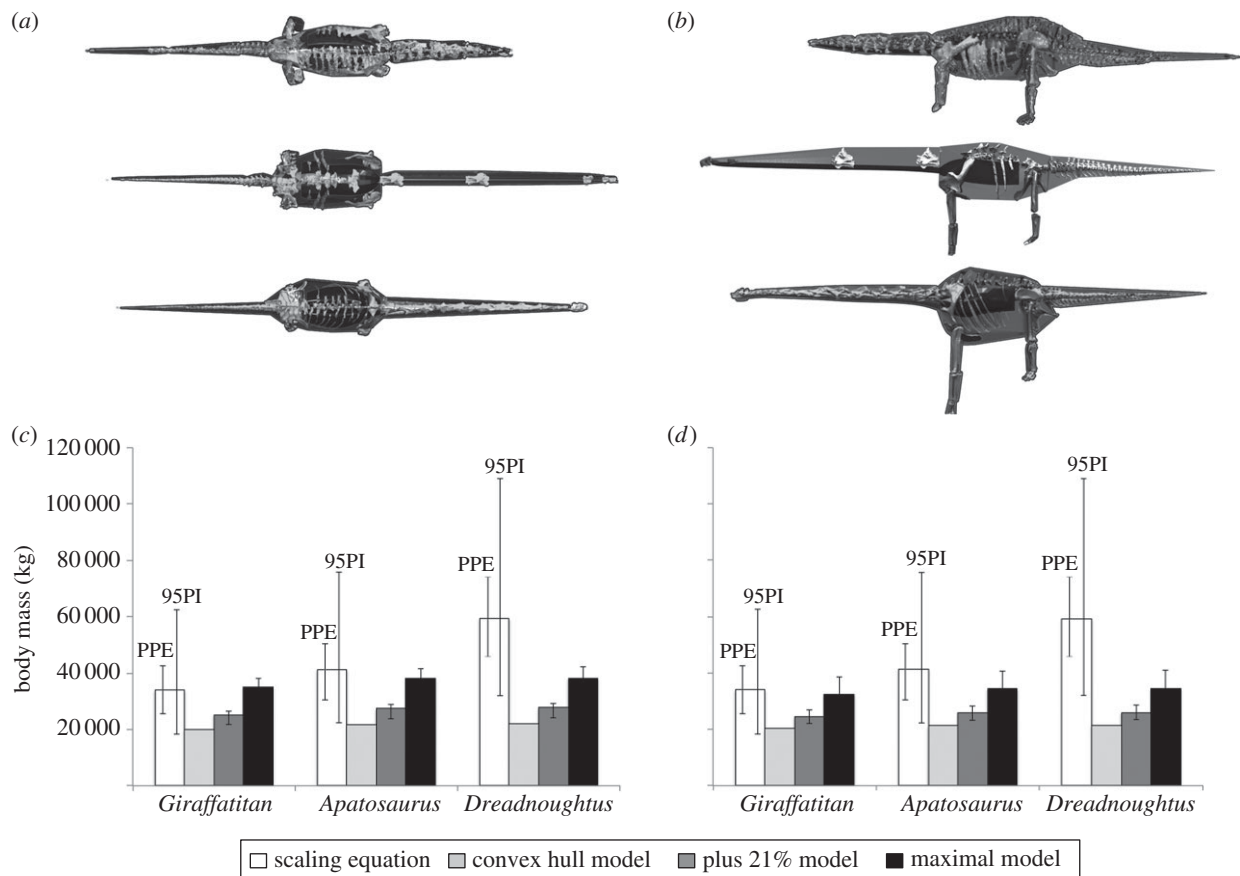 (a)
(b)
(c)
(d)
120 000
100 000
80 000
60 000
40 000
20 000
body mass (kg)
PPE
95PI
PPE
95PI
PPE
95PI
Giraffatitan
Apatosaurus
Dreadnoughtus
PPE
95PI
PPE
95PI
PPE
95PI
Giraffatitan
Apatosaurus
Dreadnoughtus
scaling equation
convex hull model
plus 21% model
maximal model